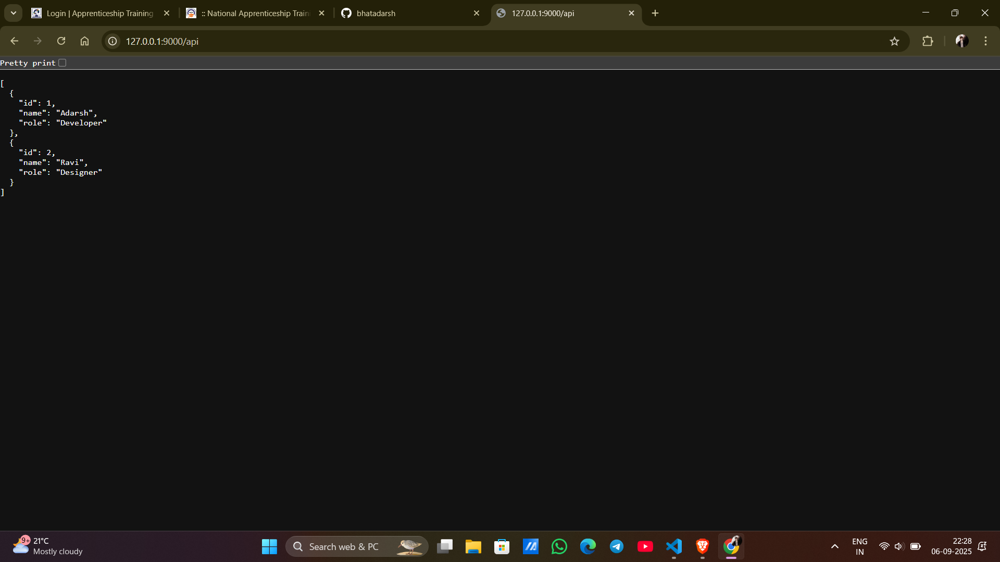 Login | Apprenticeship Training
:: National Apprenticeship Traini
bhatadarsh
127.0.0.1:9000/api
127.0.0.1:9000/api
Pretty print
[
  {
    "id": 1,
    "name": "Adarsh",
    "role": "Developer"
  },
  {
    "id": 2,
    "name": "Ravi",
    "role": "Designer"
  }
]
9+
21°C
Mostly cloudy
Search web & PC
ENG
IN
22:28
06-09-2025